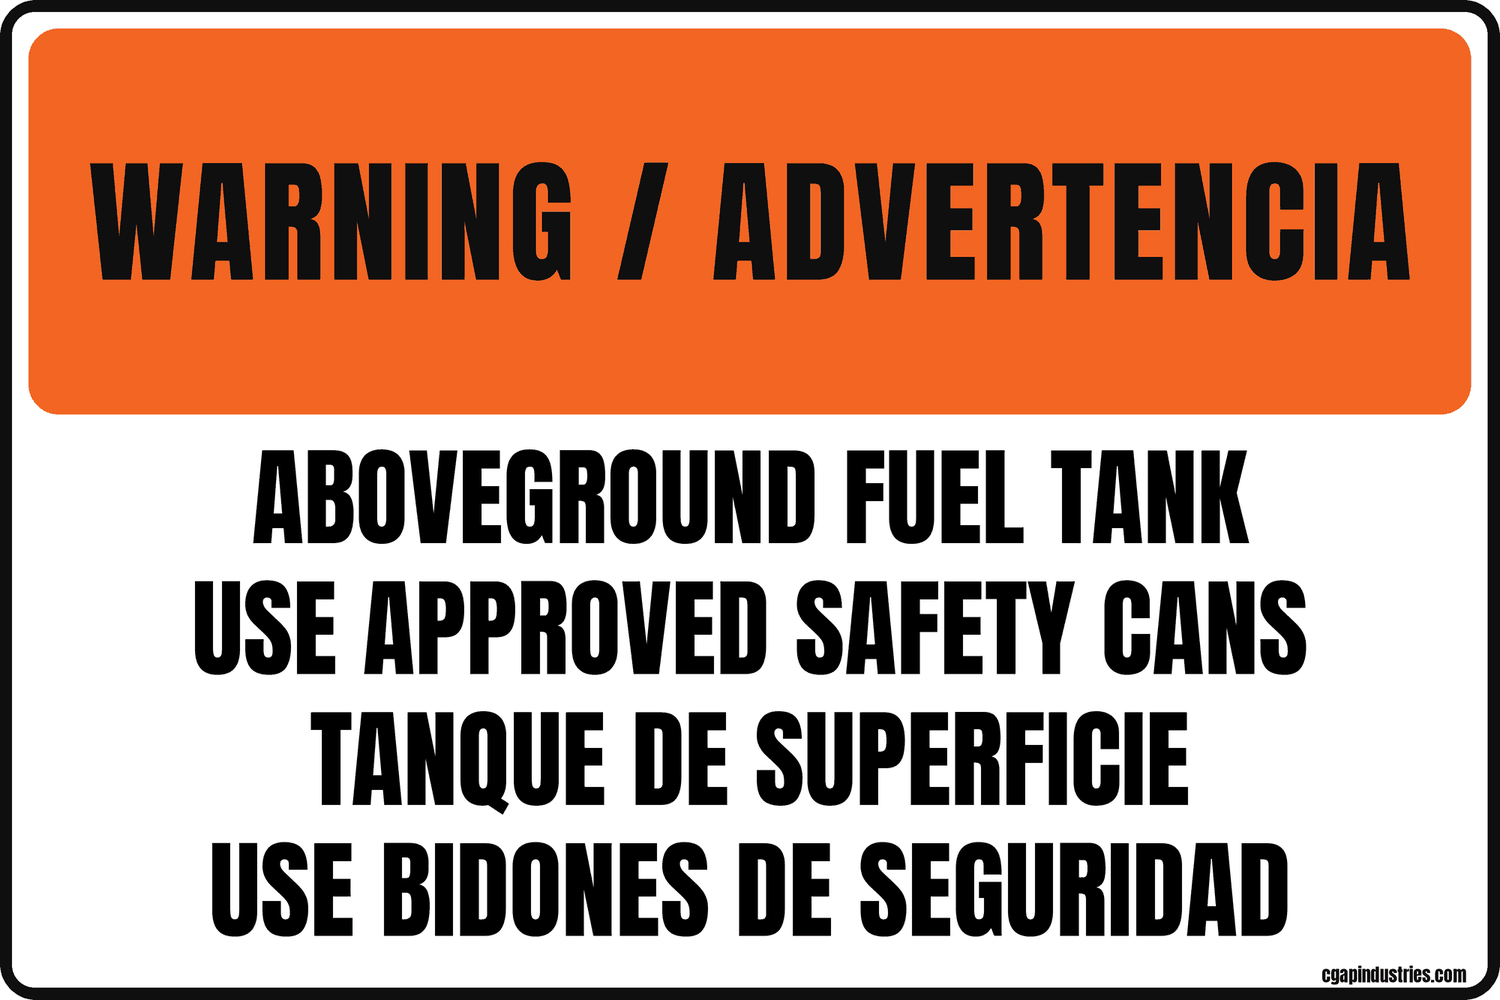 WARNING / ADVERTENCIA
ABOVEGROUND FUEL TANK
USE APPROVED SAFETY CANS
TANQUE DE SUPERFICIE
USE BIDONES DE SEGURIDAD
cgapindustries.com